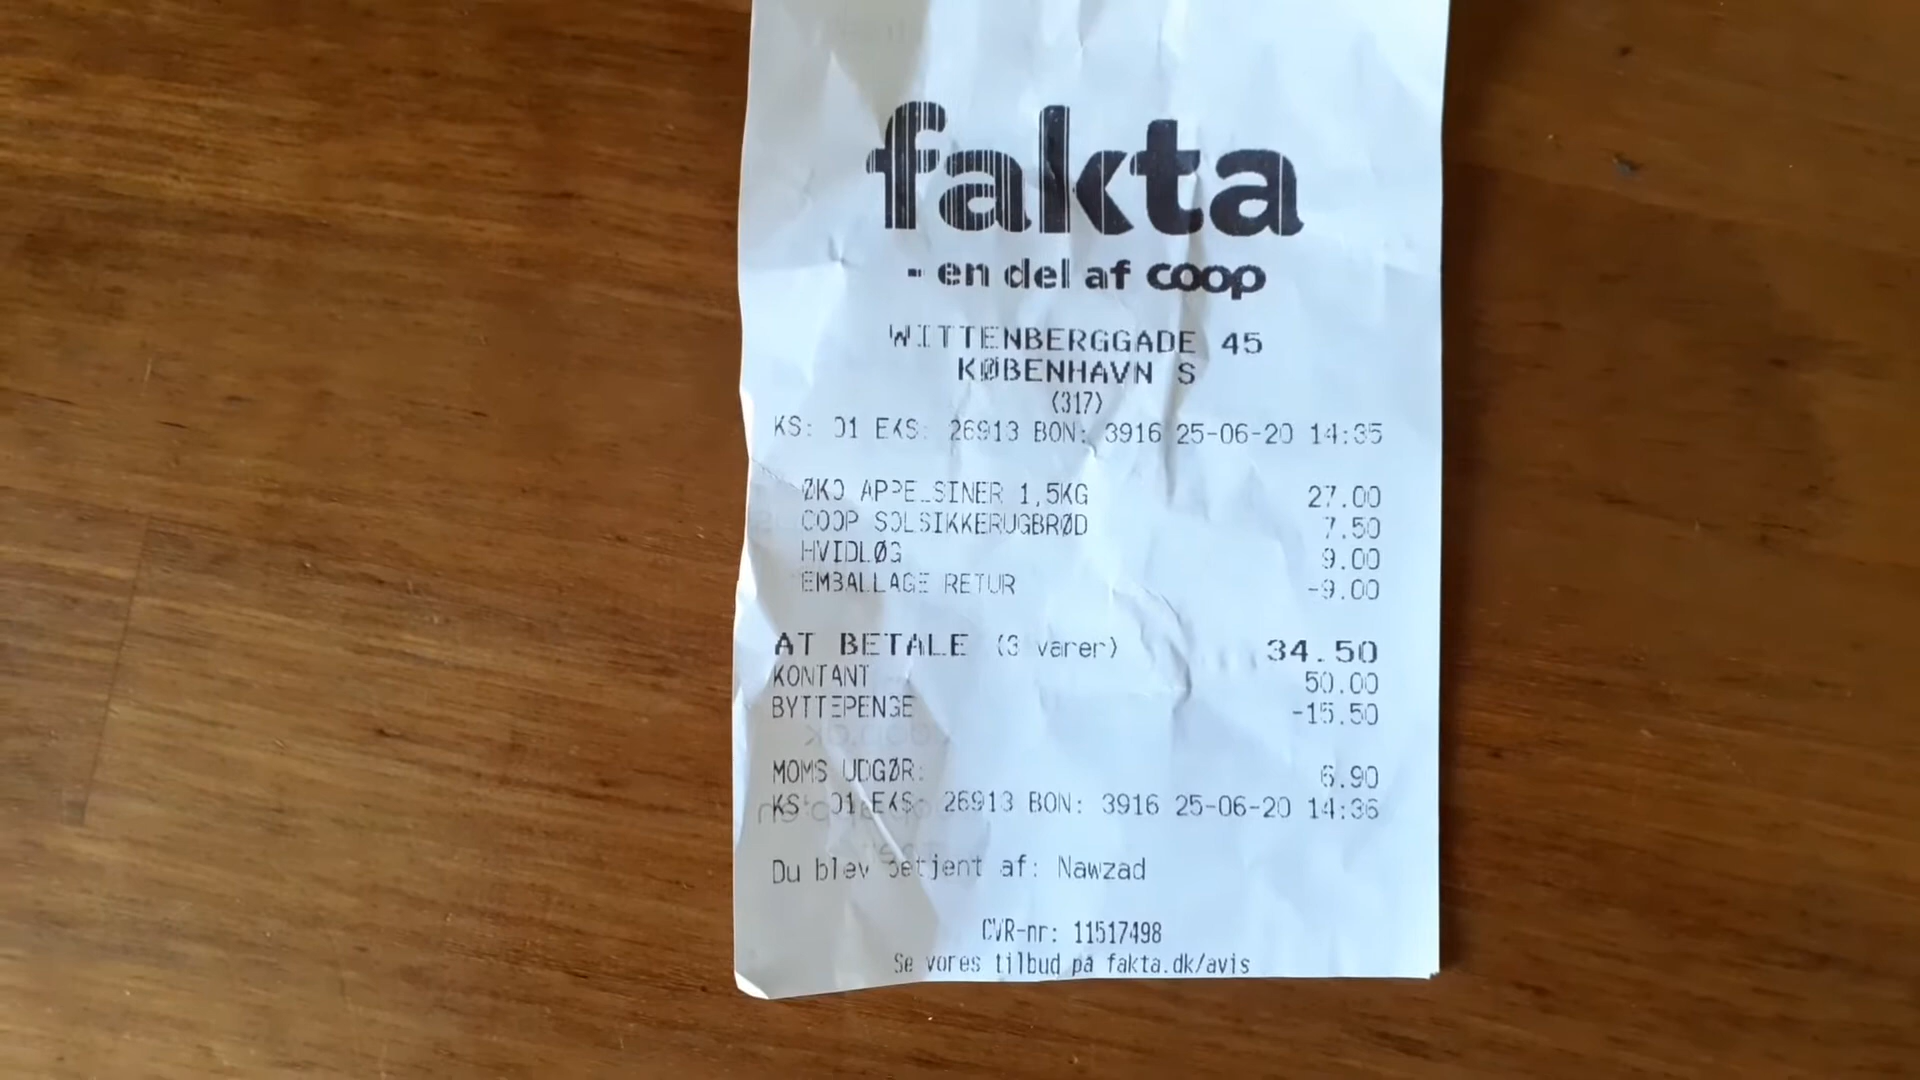 fakta
- en del af coop
WITTENBERGGADE 45
KØBENHAVN S
(317)
KS: 01 EKS: 26913 BON: 3916 25-06-20 14:35
ØKO APPELSINER 1,5KG 27.00
COOP SOLSIKKERUGBRØD 7.50
HVIDLØG 9.00
EMBALLAGE RETUR -9.00
AT BETALE (3 varer) 34.50
KONTANT 50.00
BYTTEPENGE -15.50
MOMS UDGØR: 6.90
KS: 01 EKS: 26913 BON: 3916 25-06-20 14:36
Du blev betjent af: Nawzad
CVR-nr: 11517498
Se vores tilbud på fakta.dk/avis